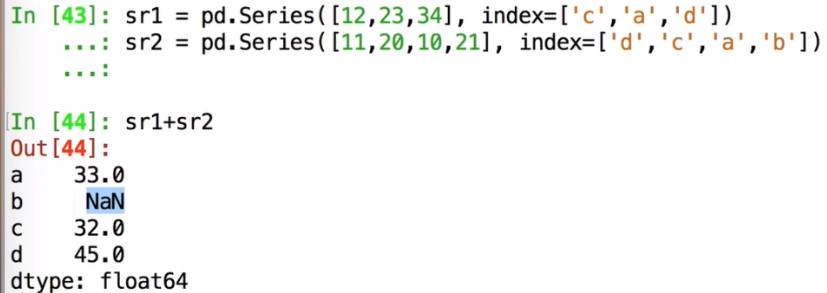 In [43]: sr1 = pd.Series([12,23,34], index=['c','a','d'])
    ...: sr2 = pd.Series([11,20,10,21], index=['d','c','a','b'])
    ...:
In [44]: sr1+sr2
Out[44]:
a    33.0
b     NaN
c    32.0
d    45.0
dtype: float64